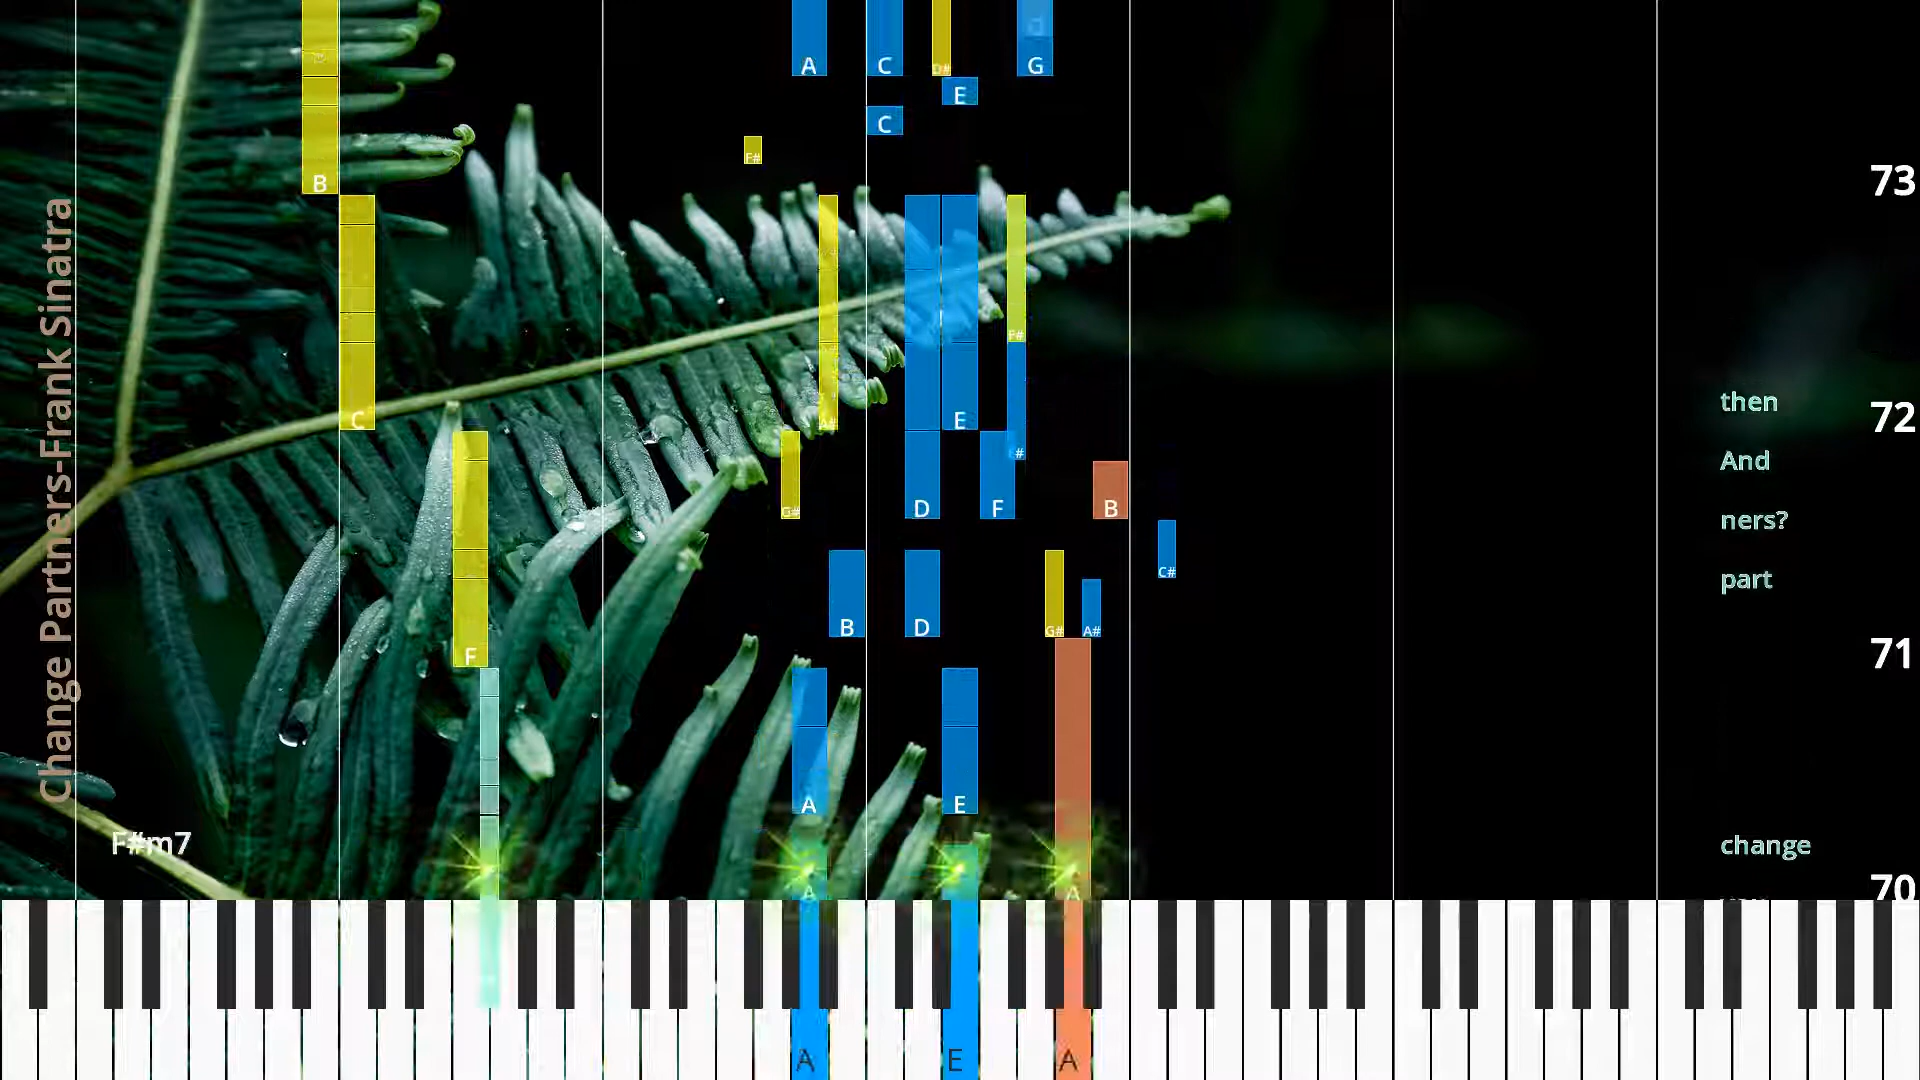 Change Partners-Frank Sinatra
A C D# G
E
C
F#
B
73
F#
then
C A# E 72
#
And
D F B
G#
ners?
C#
part
B D
G# A#
71
F
A E
F#m7
change
A A
70
A E A